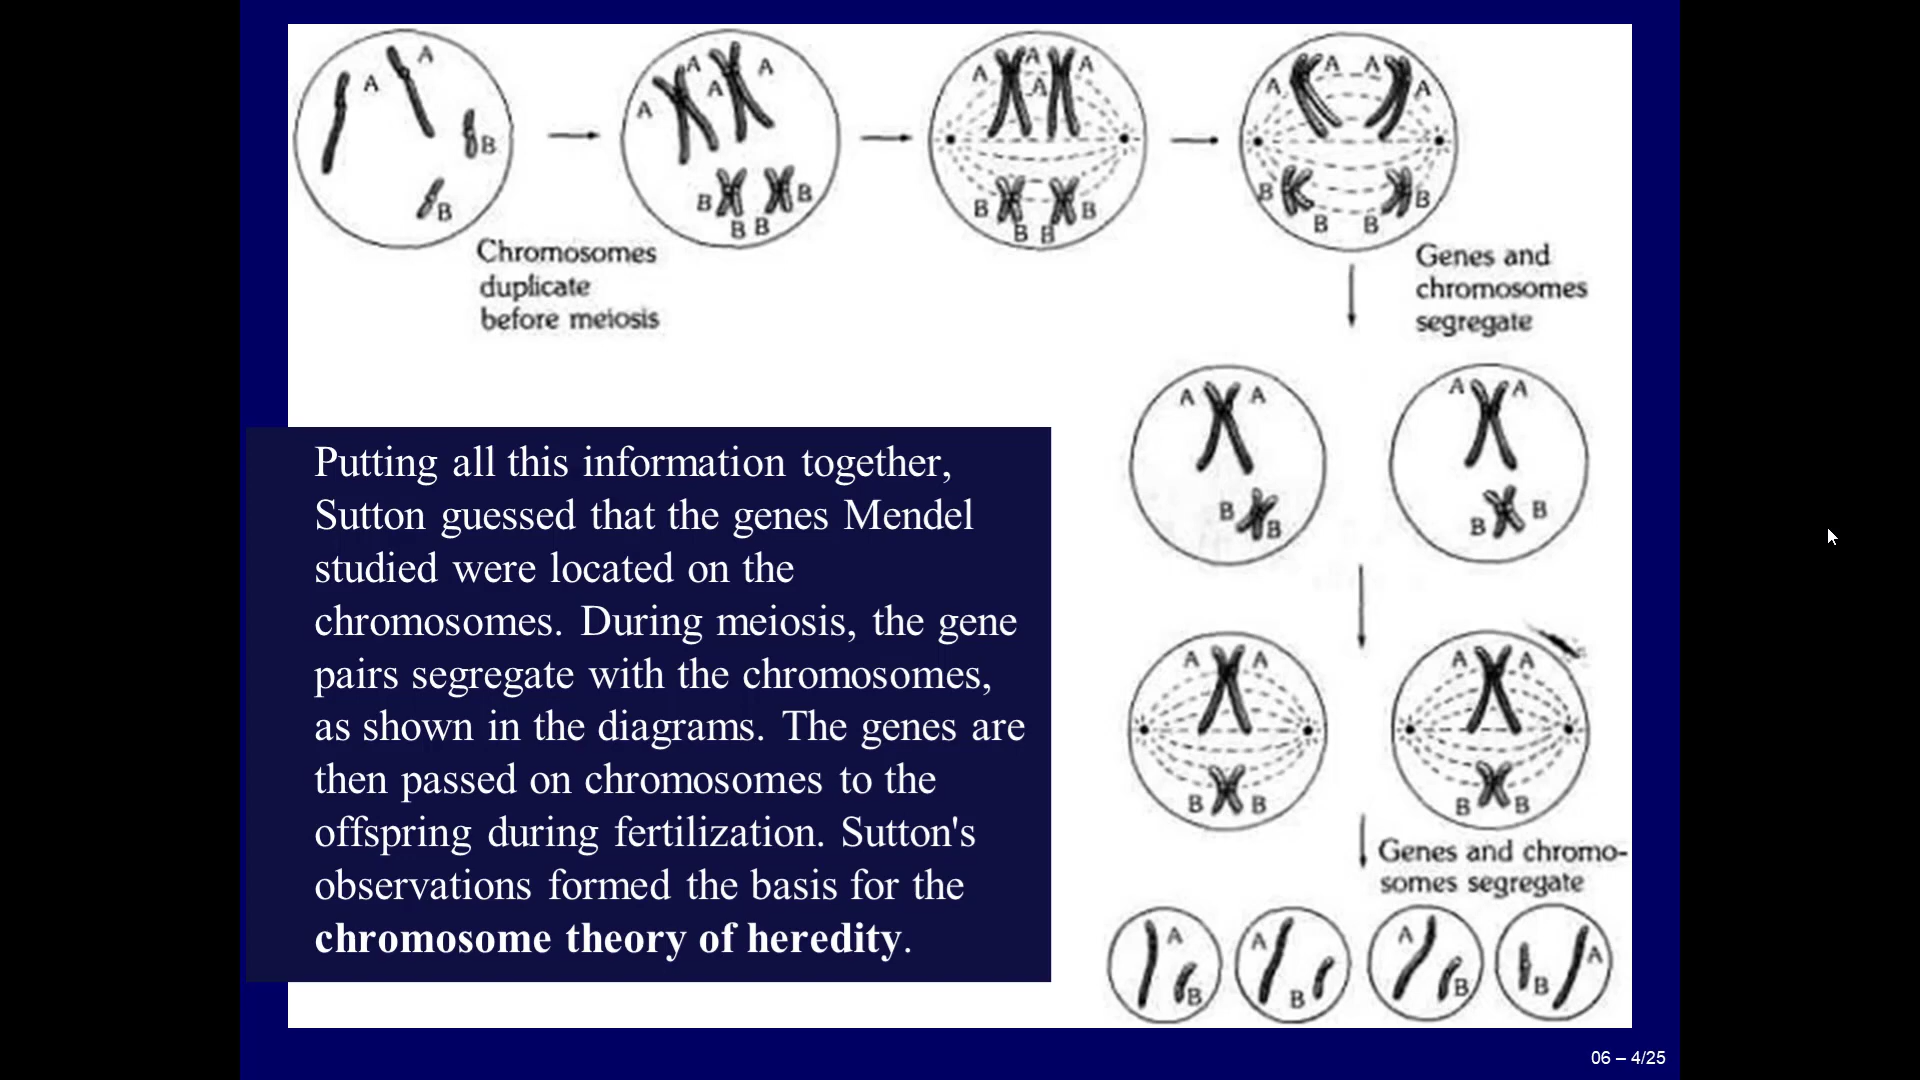 A A B B
A A A A B B B B
A A A A B B B B
A A A A B B B B
Chromosomes
duplicate
before meiosis
Genes and
chromosomes
segregate
A A B B
A A B B
Putting all this information together,
Sutton guessed that the genes Mendel
studied were located on the
chromosomes. During meiosis, the gene
pairs segregate with the chromosomes,
as shown in the diagrams. The genes are
then passed on chromosomes to the
offspring during fertilization. Sutton's
observations formed the basis for the
chromosome theory of heredity.
A A B B
A A B B
Genes and chromo-
somes segregate
A B
A B
A B
B A
06 – 4/25